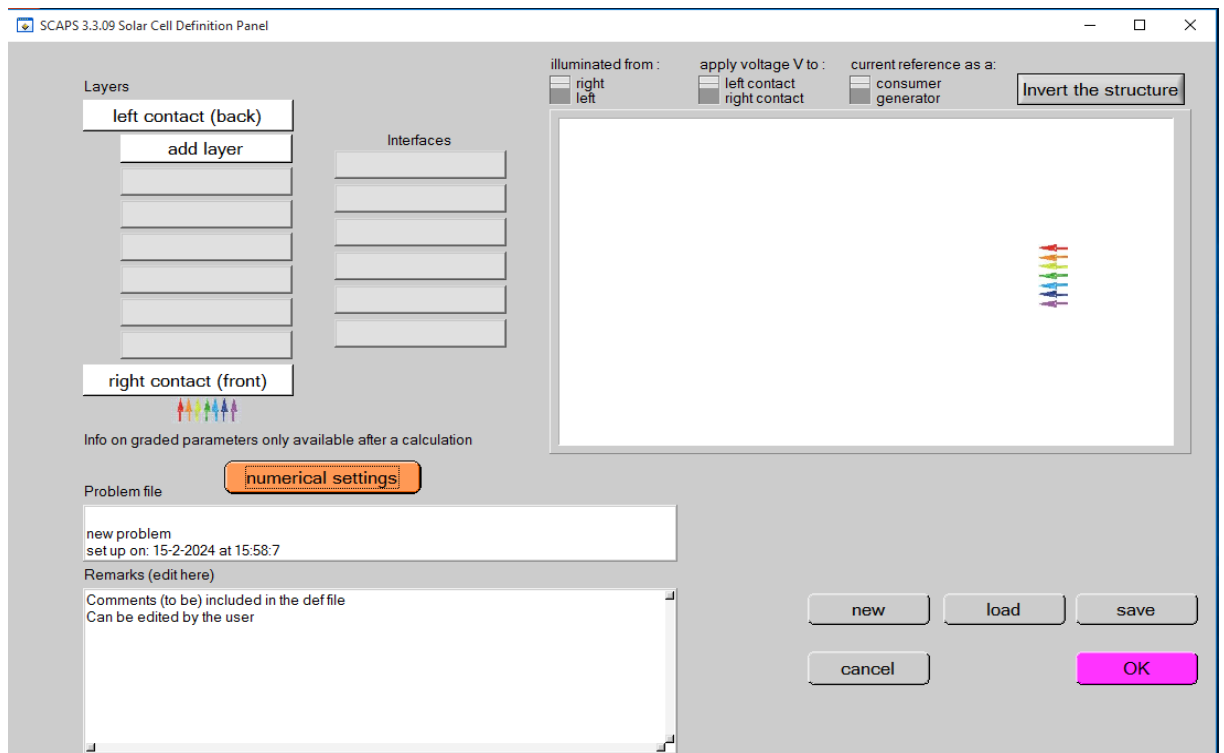 SCAPS 3.3.09 Solar Cell Definition Panel
illuminated from :
right
left
apply voltage V to :
left contact
right contact
current reference as a:
consumer
generator
Invert the structure
Layers
left contact (back)
add layer
Interfaces
right contact (front)
Info on graded parameters only available after a calculation
numerical settings
Problem file
new problem
set up on: 15-2-2024 at 15:58:7
Remarks (edit here)
Comments (to be) included in the def file
Can be edited by the user
new
load
save
cancel
OK